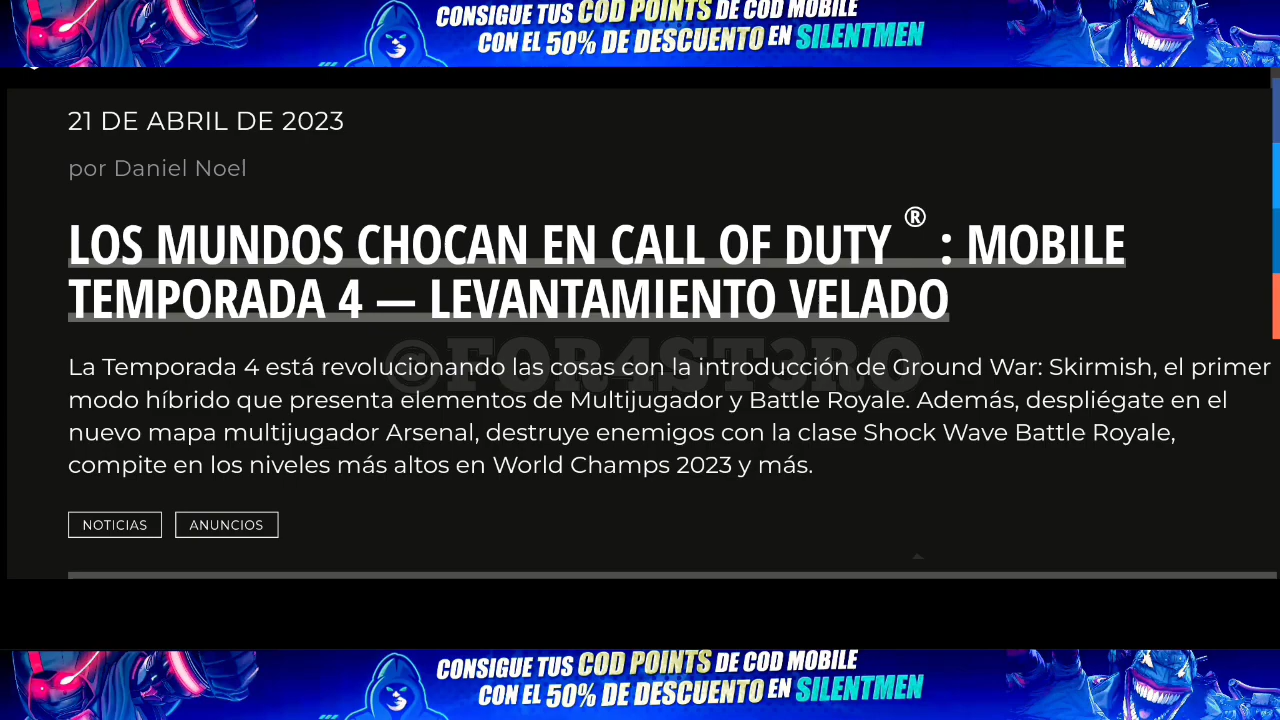 CONSIGUE TUS COD POINTS DE COD MOBILE
CON EL 50% DE DESCUENTO EN SILENTMEN
21 DE ABRIL DE 2023
por Daniel Noel
LOS MUNDOS CHOCAN EN CALL OF DUTY ® : MOBILE
TEMPORADA 4 — LEVANTAMIENTO VELADO
©FOR4ST3RO
La Temporada 4 está revolucionando las cosas con la introducción de Ground War: Skirmish, el primer
modo híbrido que presenta elementos de Multijugador y Battle Royale. Además, despliégate en el
nuevo mapa multijugador Arsenal, destruye enemigos con la clase Shock Wave Battle Royale,
compite en los niveles más altos en World Champs 2023 y más.
NOTICIAS
ANUNCIOS
CONSIGUE TUS COD POINTS DE COD MOBILE
CON EL 50% DE DESCUENTO EN SILENTMEN